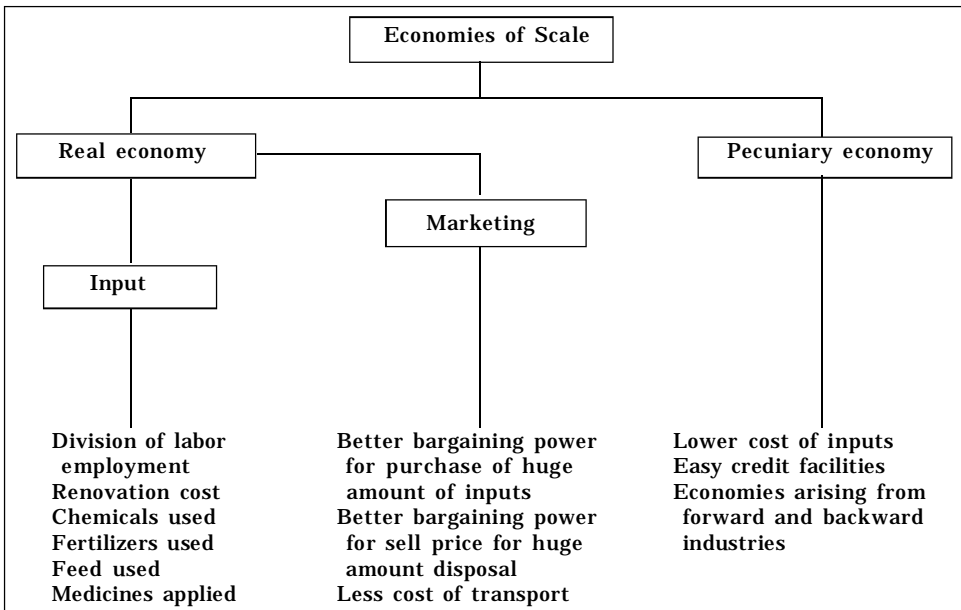 Economies of Scale
Real economy
Pecuniary economy
Marketing
Input
Division of labor
employment
Renovation cost
Chemicals used
Fertilizers used
Feed used
Medicines applied
Better bargaining power
for purchase of huge
amount of inputs
Better bargaining power
for sell price for huge
amount disposal
Less cost of transport
Lower cost of inputs
Easy credit facilities
Economies arising from
forward and backward
industries